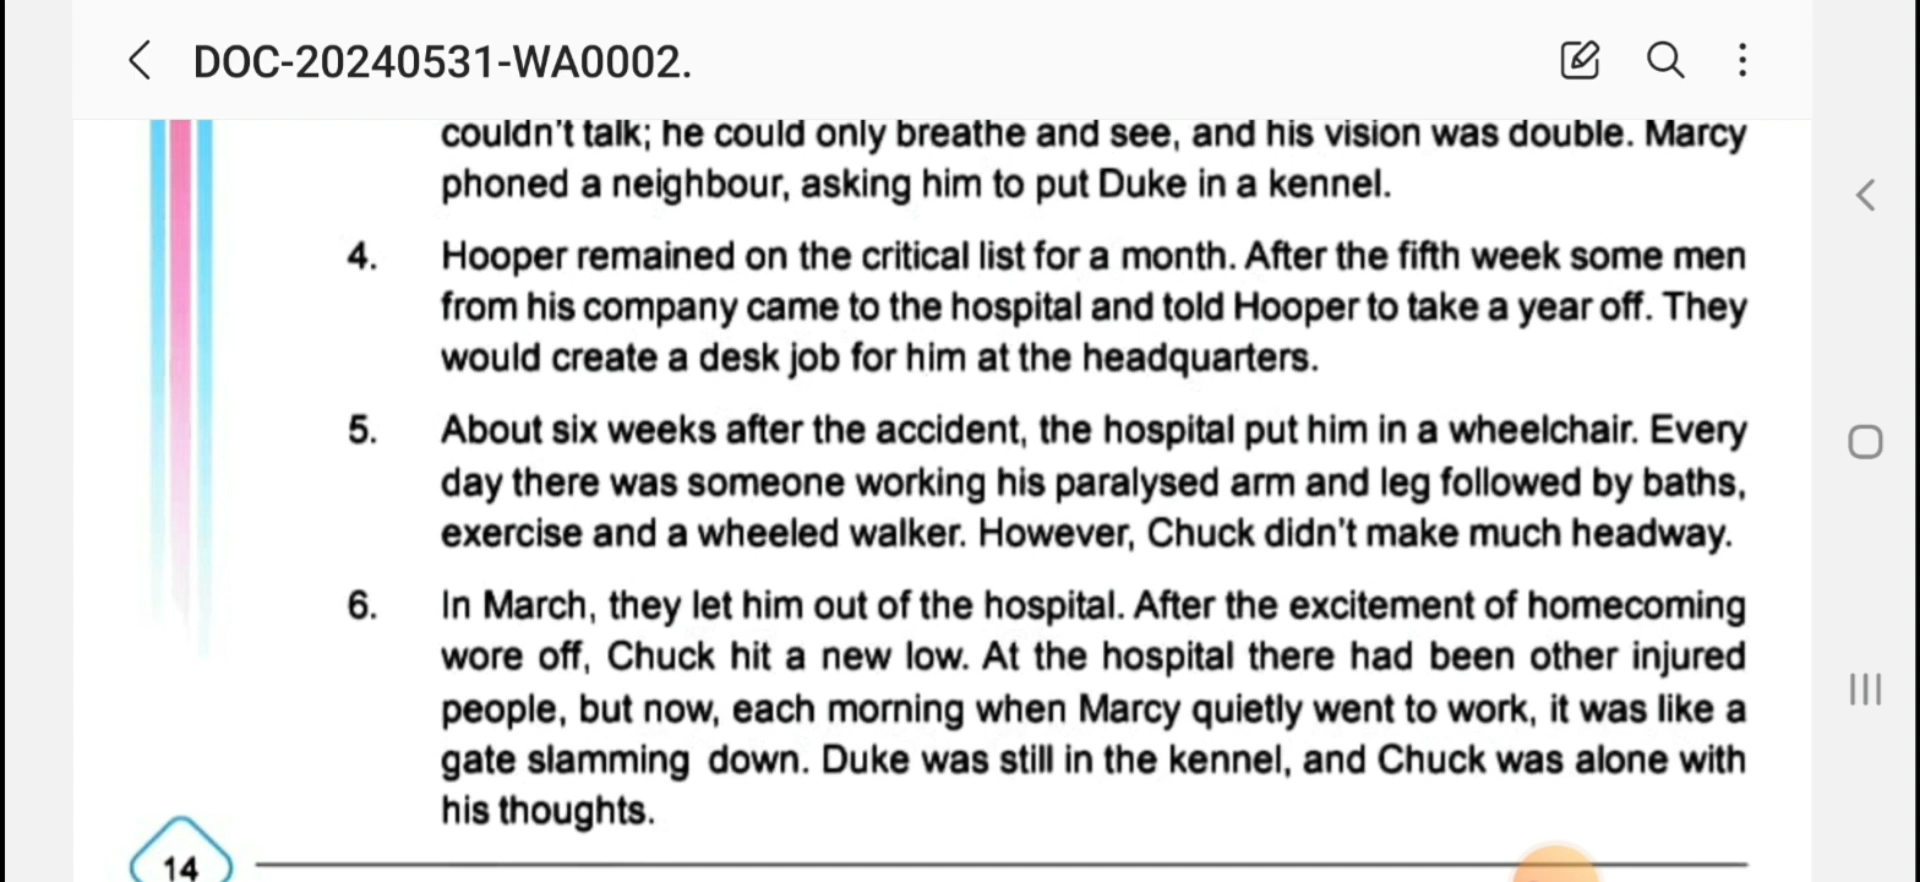 DOC-20240531-WA0002.
couldn't talk; he could only breathe and see, and his vision was double. Marcy
phoned a neighbour, asking him to put Duke in a kennel.
4. Hooper remained on the critical list for a month. After the fifth week some men
from his company came to the hospital and told Hooper to take a year off. They
would create a desk job for him at the headquarters.
5. About six weeks after the accident, the hospital put him in a wheelchair. Every
day there was someone working his paralysed arm and leg followed by baths,
exercise and a wheeled walker. However, Chuck didn't make much headway.
6. In March, they let him out of the hospital. After the excitement of homecoming
wore off, Chuck hit a new low. At the hospital there had been other injured
people, but now, each morning when Marcy quietly went to work, it was like a
gate slamming down. Duke was still in the kennel, and Chuck was alone with
his thoughts.
14